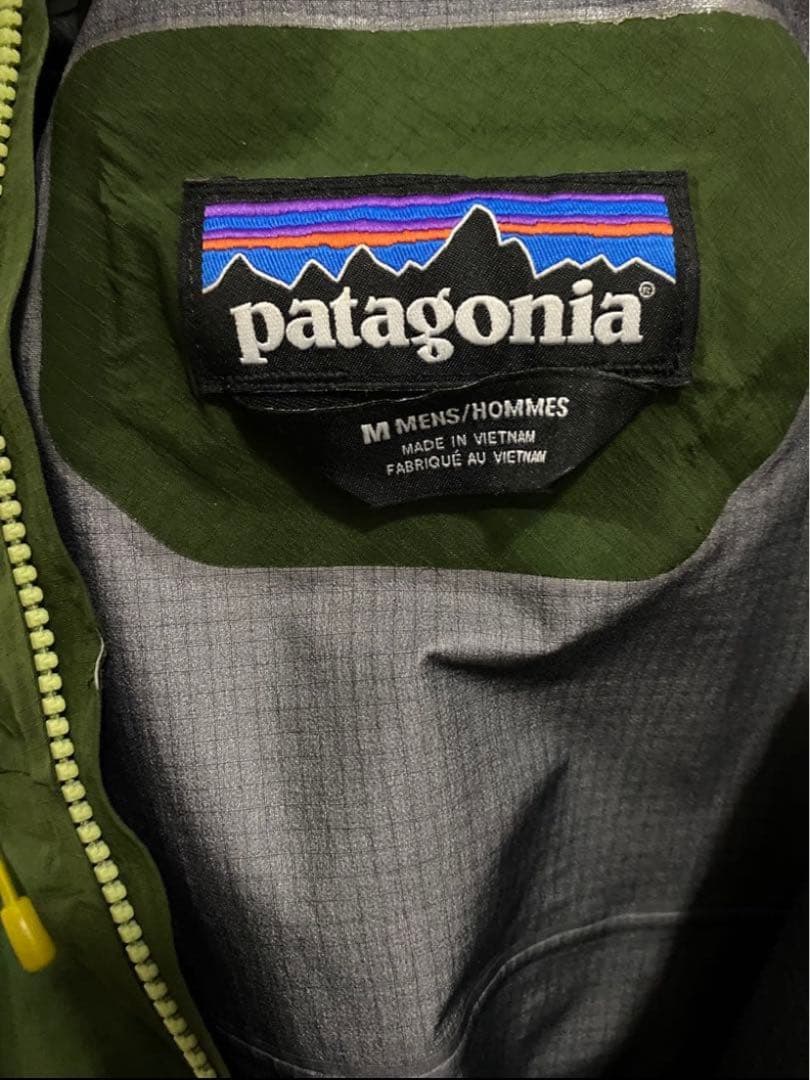 patagonia®
M MENS/HOMMES
MADE IN VIETNAM
FABRIQUÉ AU VIETNAM